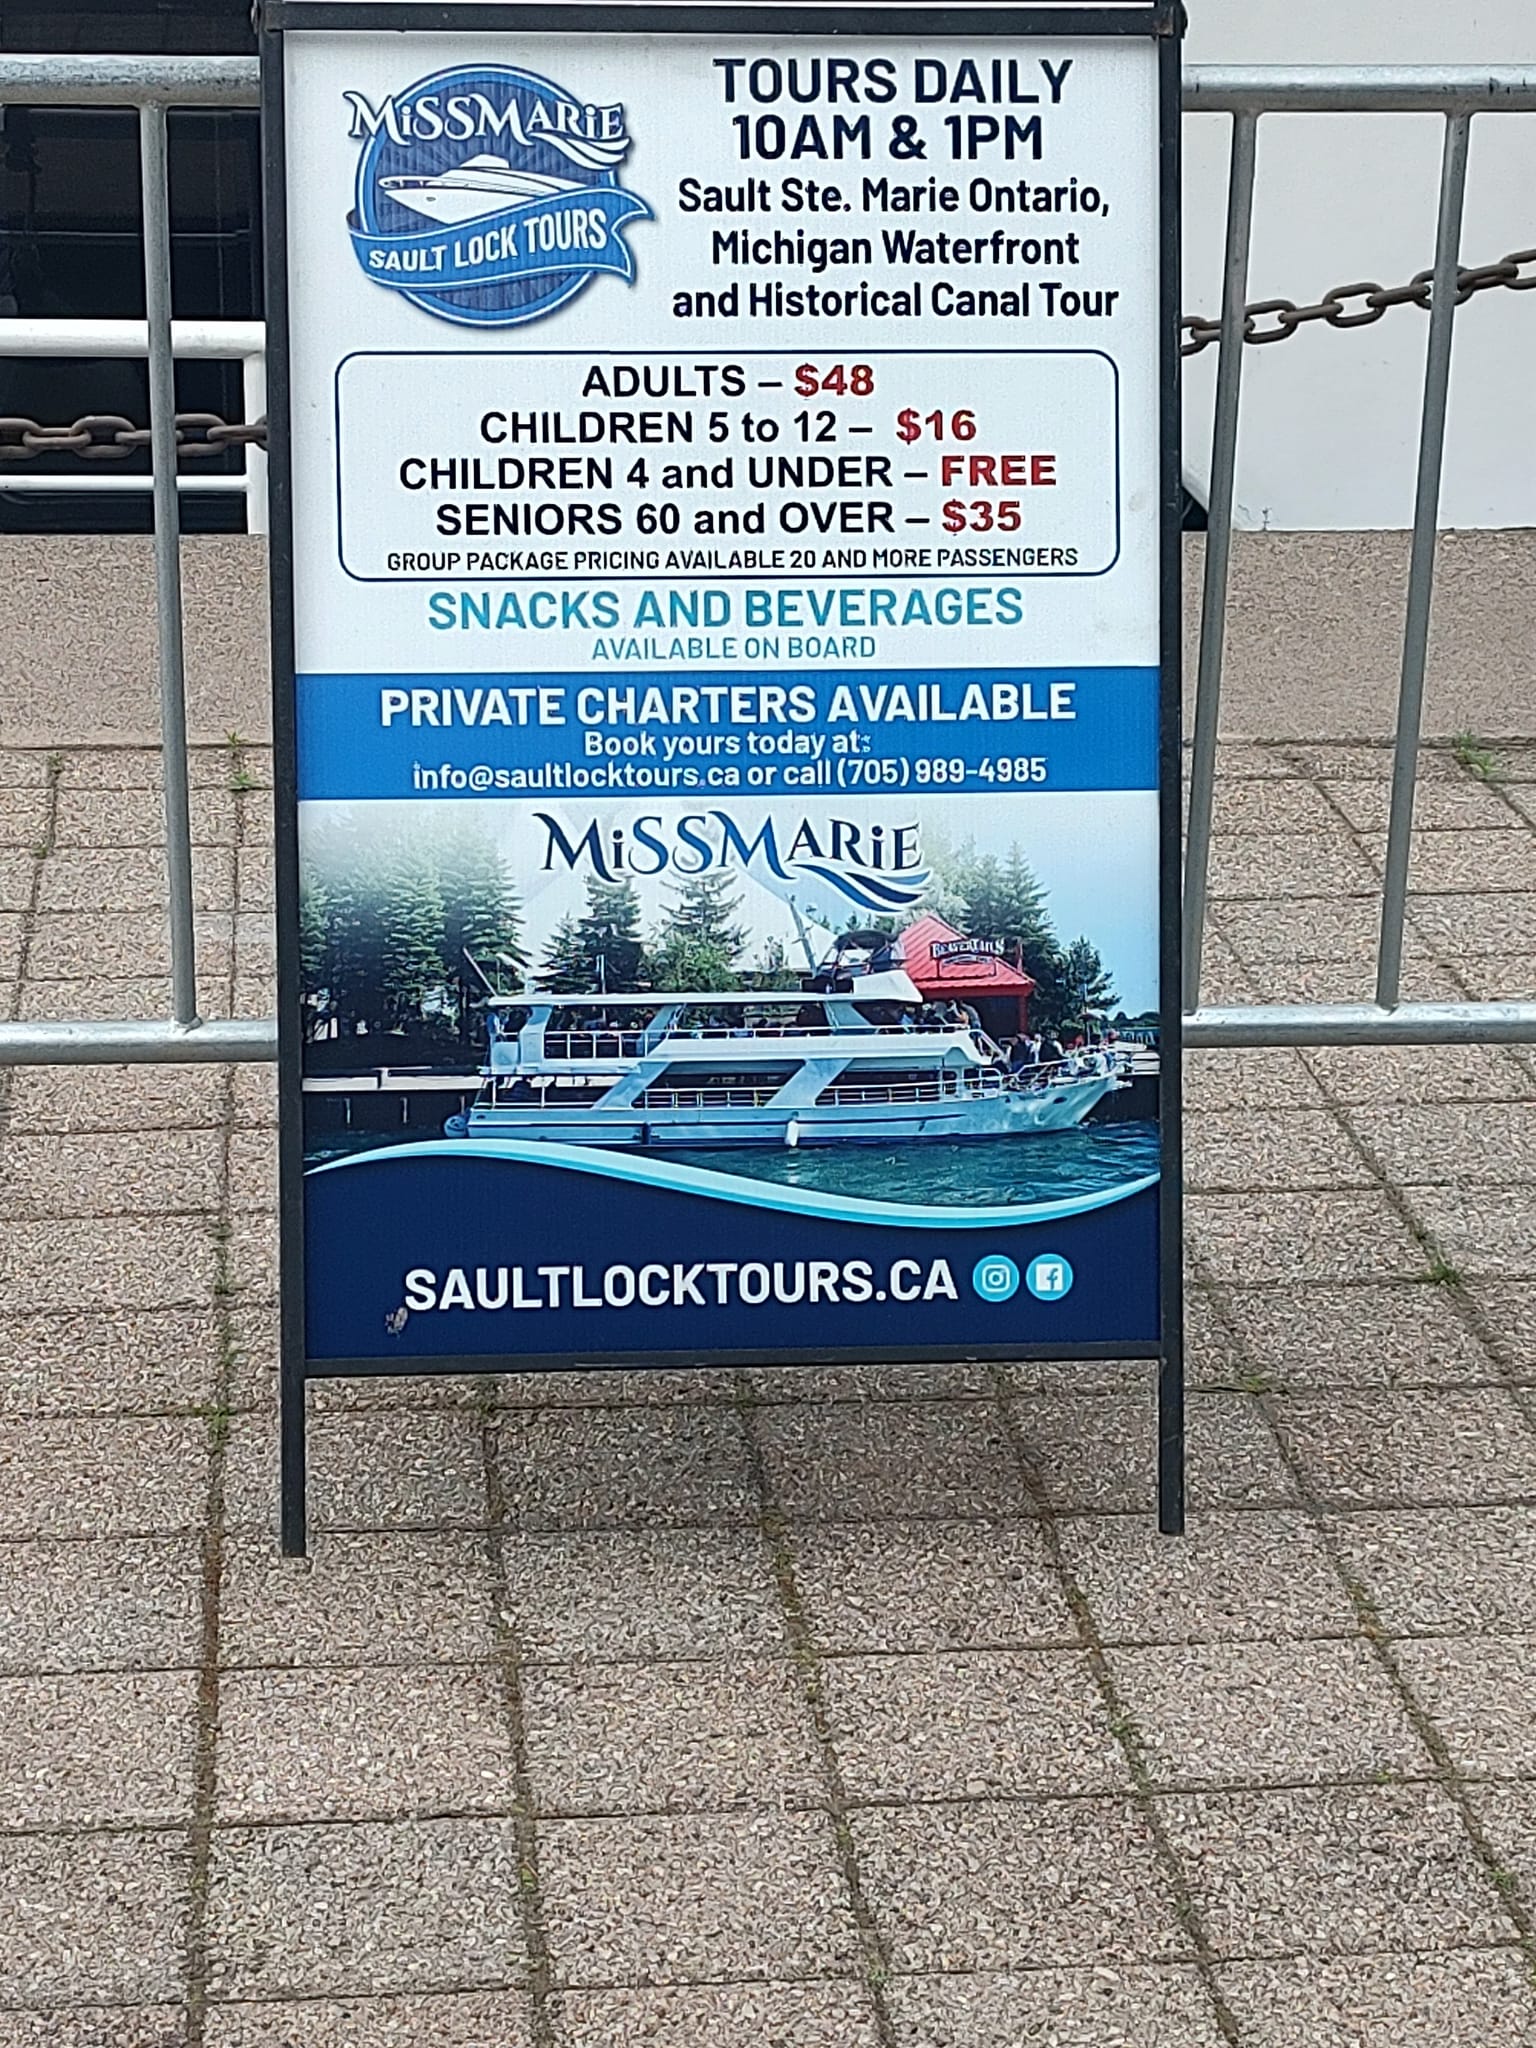 MiSSMARiE
SAULT LOCK TOURS
TOURS DAILY
10AM & 1PM
Sault Ste. Marie Ontario,
Michigan Waterfront
and Historical Canal Tour
ADULTS – $48
CHILDREN 5 to 12 – $16
CHILDREN 4 and UNDER – FREE
SENIORS 60 and OVER – $35
GROUP PACKAGE PRICING AVAILABLE 20 AND MORE PASSENGERS
SNACKS AND BEVERAGES
AVAILABLE ON BOARD
PRIVATE CHARTERS AVAILABLE
Book yours today at:
info@saultlocktours.ca or call (705) 989-4985
MiSSMARiE
BEAVERTAILS
SAULTLOCKTOURS.CA